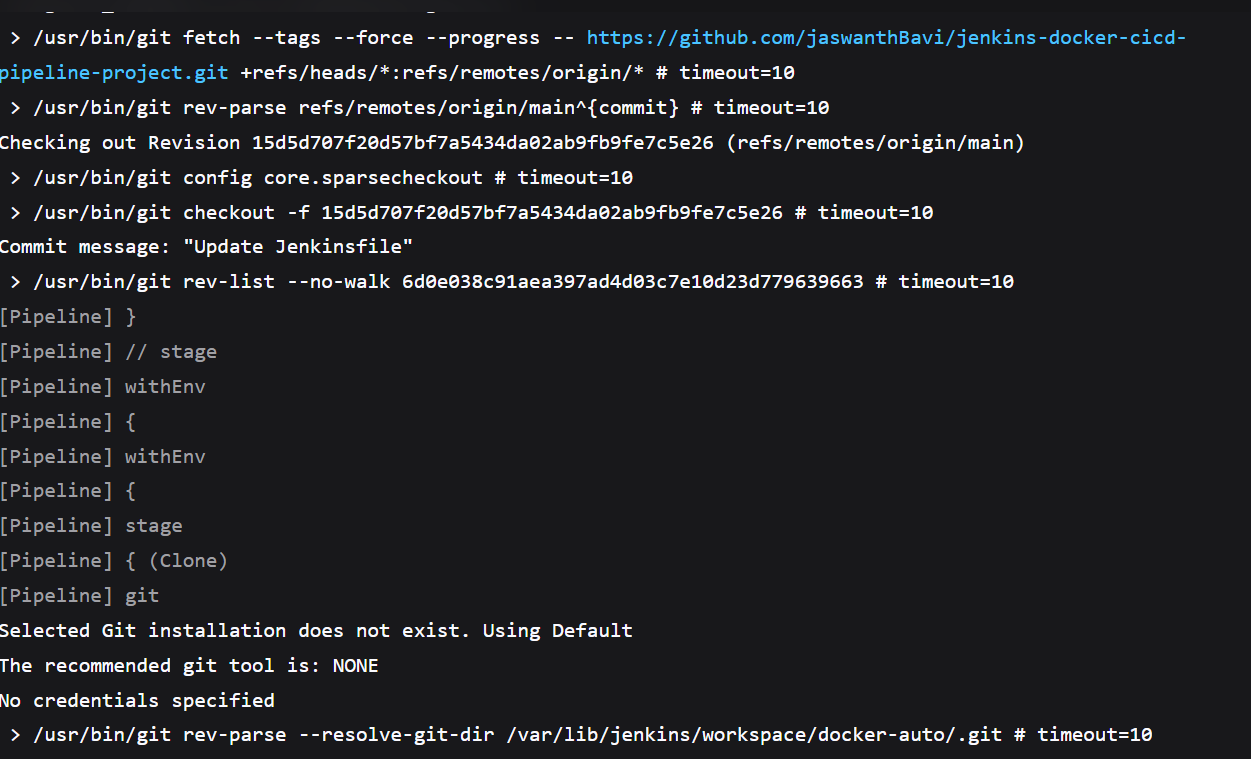 > /usr/bin/git fetch --tags --force --progress -- https://github.com/jaswanthBavi/jenkins-docker-cicd-
pipeline-project.git +refs/heads/*:refs/remotes/origin/* # timeout=10
> /usr/bin/git rev-parse refs/remotes/origin/main^{commit} # timeout=10
Checking out Revision 15d5d707f20d57bf7a5434da02ab9fb9fe7c5e26 (refs/remotes/origin/main)
> /usr/bin/git config core.sparsecheckout # timeout=10
> /usr/bin/git checkout -f 15d5d707f20d57bf7a5434da02ab9fb9fe7c5e26 # timeout=10
Commit message: "Update Jenkinsfile"
> /usr/bin/git rev-list --no-walk 6d0e038c91aea397ad4d03c7e10d23d779639663 # timeout=10
[Pipeline] }
[Pipeline] // stage
[Pipeline] withEnv
[Pipeline] {
[Pipeline] withEnv
[Pipeline] {
[Pipeline] stage
[Pipeline] { (Clone)
[Pipeline] git
Selected Git installation does not exist. Using Default
The recommended git tool is: NONE
No credentials specified
> /usr/bin/git rev-parse --resolve-git-dir /var/lib/jenkins/workspace/docker-auto/.git # timeout=10